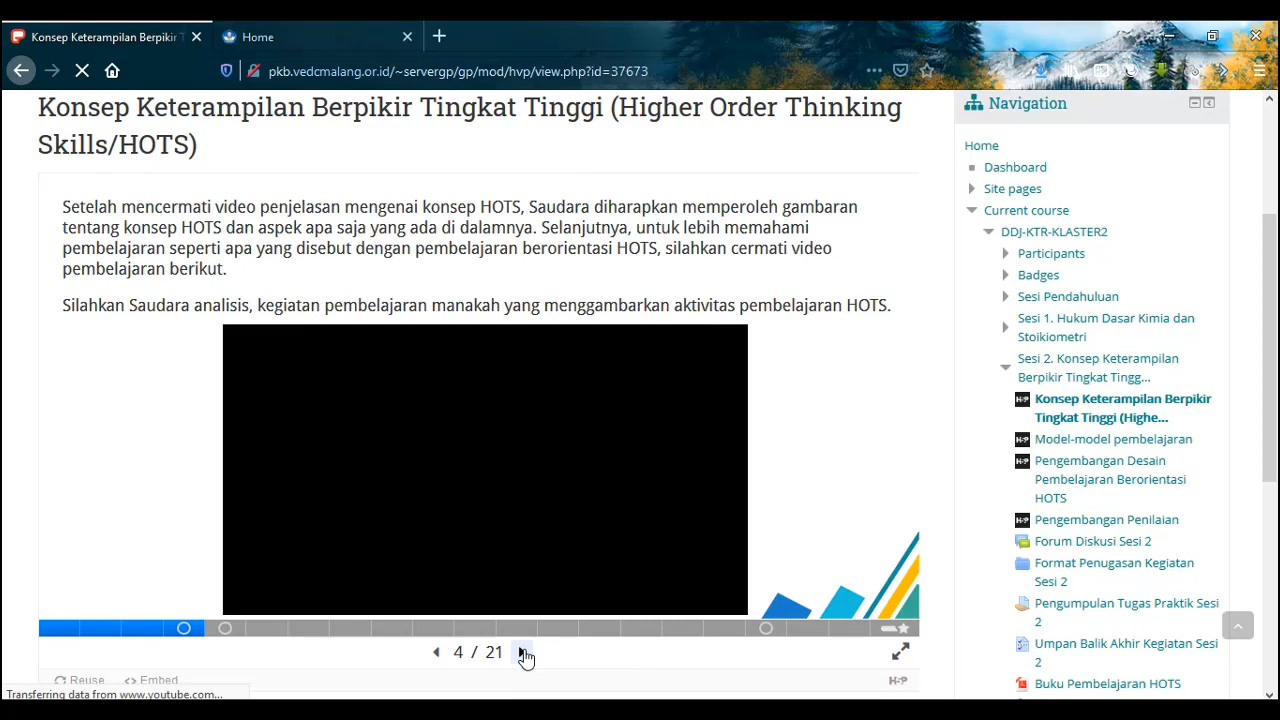 Konsep Keterampilan Berpikir T
Home
pkb.vedcmalang.or.id/~servergp/gp/mod/hvp/view.php?id=37673
Konsep Keterampilan Berpikir Tingkat Tinggi (Higher Order Thinking
Skills/HOTS)
Setelah mencermati video penjelasan mengenai konsep HOTS, Saudara diharapkan memperoleh gambaran
tentang konsep HOTS dan aspek apa saja yang ada di dalamnya. Selanjutnya, untuk lebih memahami
pembelajaran seperti apa yang disebut dengan pembelajaran berorientasi HOTS, silahkan cermati video
pembelajaran berikut.
Silahkan Saudara analisis, kegiatan pembelajaran manakah yang menggambarkan aktivitas pembelajaran HOTS.
4 / 21
Reuse
Embed
H5P
Transferring data from www.youtube.com...
Navigation
Home
Dashboard
Site pages
Current course
DDJ-KTR-KLASTER2
Participants
Badges
Sesi Pendahuluan
Sesi 1. Hukum Dasar Kimia dan
Stoikiometri
Sesi 2. Konsep Keterampilan
Berpikir Tingkat Tingg...
H5P Konsep Keterampilan Berpikir
Tingkat Tinggi (Highe...
H5P Model-model pembelajaran
H5P Pengembangan Desain
Pembelajaran Berorientasi
HOTS
H5P Pengembangan Penilaian
Forum Diskusi Sesi 2
Format Penugasan Kegiatan
Sesi 2
Pengumpulan Tugas Praktik Sesi
2
Umpan Balik Akhir Kegiatan Sesi
2
Buku Pembelajaran HOTS